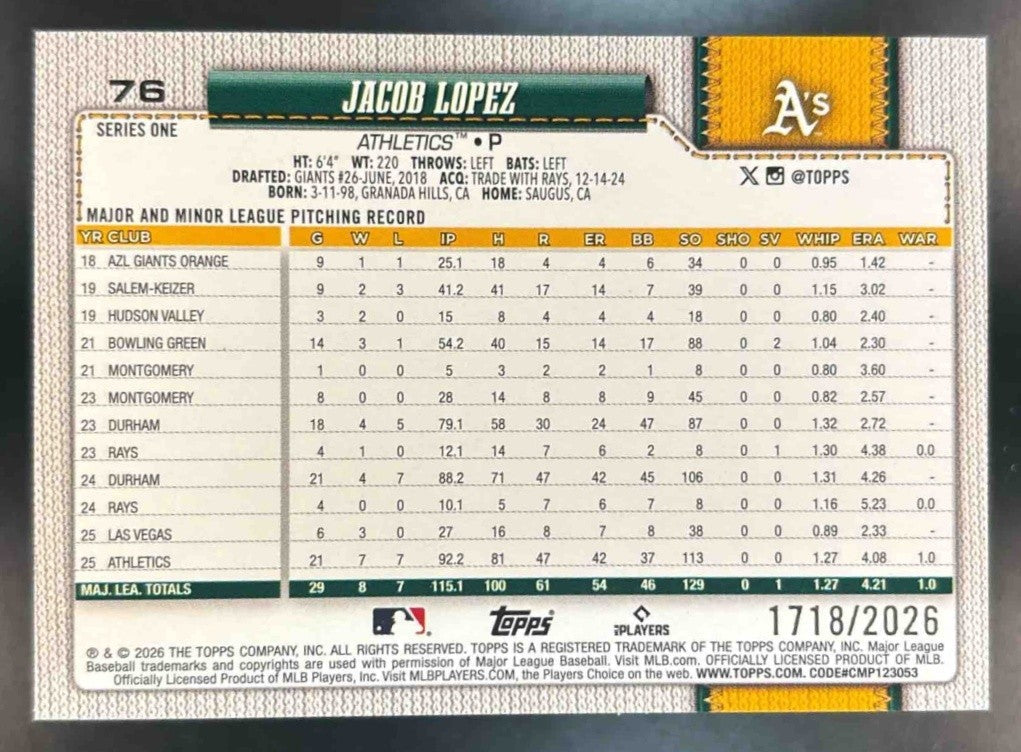 76
JACOB LOPEZ
A's
SERIES ONE
ATHLETICS™ • P
HT: 6'4" WT: 220 THROWS: LEFT BATS: LEFT
DRAFTED: GIANTS #26-JUNE, 2018 ACQ: TRADE WITH RAYS, 12-14-24
BORN: 3-11-98, GRANADA HILLS, CA HOME: SAUGUS, CA
X @TOPPS
MAJOR AND MINOR LEAGUE PITCHING RECORD
YR CLUB G W L IP H R ER BB SO SHO SV WHIP ERA WAR
18 AZL GIANTS ORANGE 9 1 1 25.1 18 4 4 6 34 0 0 0.95 1.42 -
19 SALEM-KEIZER 9 2 3 41.2 41 17 14 7 39 0 0 1.15 3.02 -
19 HUDSON VALLEY 3 2 0 15 8 4 4 4 18 0 0 0.80 2.40 -
21 BOWLING GREEN 14 3 1 54.2 40 15 14 17 88 0 2 1.04 2.30 -
21 MONTGOMERY 1 0 0 5 3 2 2 1 8 0 0 0.80 3.60 -
23 MONTGOMERY 8 0 0 28 14 8 8 9 45 0 0 0.82 2.57 -
23 DURHAM 18 4 5 79.1 58 30 24 47 87 0 0 1.32 2.72 -
23 RAYS 4 1 0 12.1 14 7 6 2 8 0 1 1.30 4.38 0.0
24 DURHAM 21 4 7 88.2 71 47 42 45 106 0 0 1.31 4.26 -
24 RAYS 4 0 0 10.1 5 7 6 7 8 0 0 1.16 5.23 0.0
25 LAS VEGAS 6 3 0 27 16 8 7 8 38 0 0 0.89 2.33 -
25 ATHLETICS 21 7 7 92.2 81 47 42 37 113 0 0 1.27 4.08 1.0
MAJ. LEA. TOTALS 29 8 7 115.1 100 61 54 46 129 0 1 1.27 4.21 1.0
TOPPS PLAYERS 1718/2026
® & © 2026 THE TOPPS COMPANY, INC. ALL RIGHTS RESERVED. TOPPS IS A REGISTERED TRADEMARK OF THE TOPPS COMPANY, INC. Major League
Baseball trademarks and copyrights are used with permission of Major League Baseball. Visit MLB.com. OFFICIALLY LICENSED PRODUCT OF MLB.
Officially Licensed Product of MLB Players, Inc. Visit MLBPLAYERS.COM, the Players Choice on the web. WWW.TOPPS.COM. CODE#CMP123053